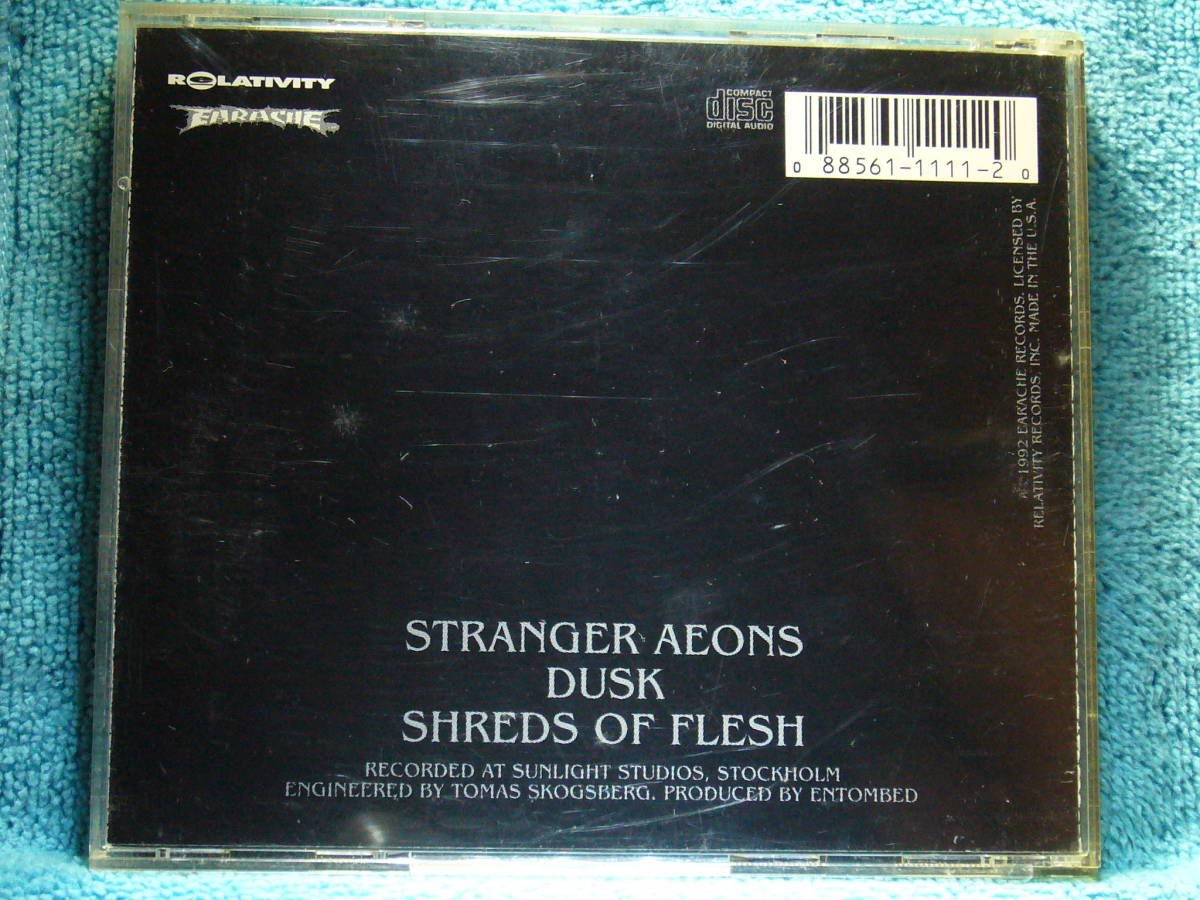 RELATIVITY
EARACHE
COMPACT
disc
DIGITAL AUDIO
0 88561-1111-2 0
1992 EARACHE RECORDS. LICENSED BY
RELATIVITY RECORDS, INC. MADE IN THE U.S.A.
STRANGER AEONS
DUSK
SHREDS OF FLESH
RECORDED AT SUNLIGHT STUDIOS, STOCKHOLM
ENGINEERED BY TOMAS SKOGSBERG. PRODUCED BY ENTOMBED